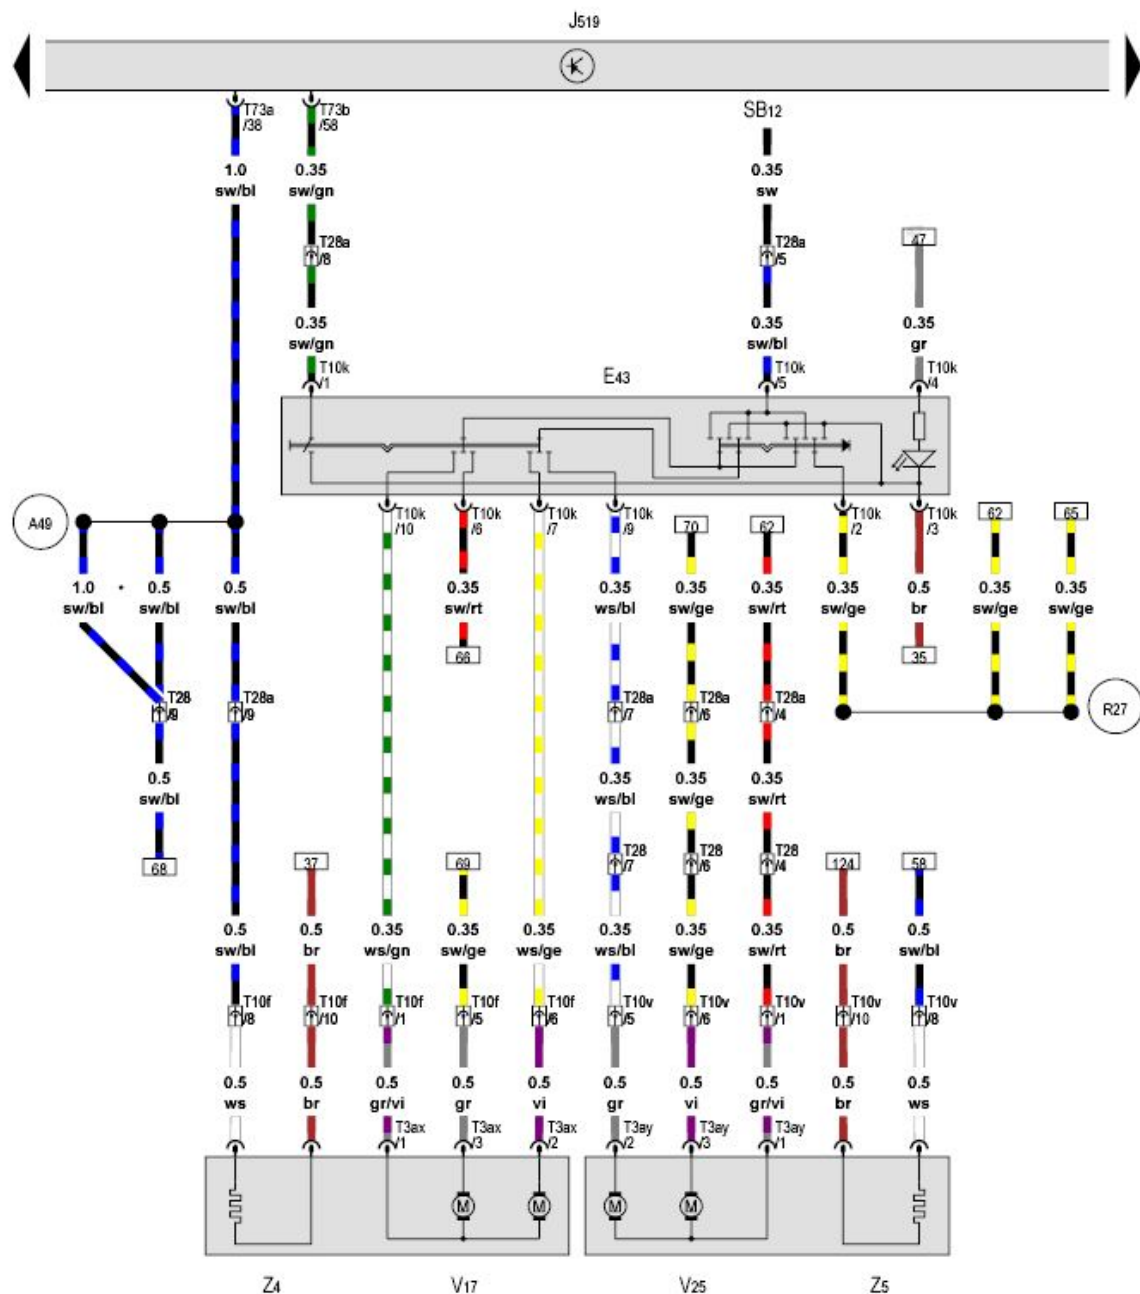 J519
T73a
/38
T73b
/58
SB12
1.0
sw/bl
0.35
sw/gn
0.35
sw
T28a
/8
T28a
/5
47
0.35
sw/gn
0.35
sw/bl
0.35
gr
T10k
/1
E43
T10k
/5
T10k
/4
A49
T10k
/10
T10k
/6
T10k
/7
T10k
/9
70
62
T10k
/2
T10k
/3
62
65
1.0
sw/bl
*
0.5
sw/bl
0.5
sw/bl
0.35
sw/rt
0.35
ws/bl
0.35
sw/ge
0.35
sw/rt
0.35
sw/ge
0.5
br
0.35
sw/ge
0.35
sw/ge
66
35
T28
/9
T28a
/9
T28a
/7
T28a
/6
T28a
/4
R27
0.5
sw/bl
0.35
ws/bl
0.35
sw/ge
0.35
sw/rt
68
37
69
T28
/7
T28
/6
T28
/4
124
58
0.5
sw/bl
0.5
br
0.35
ws/gn
0.35
sw/ge
0.35
ws/ge
0.35
ws/bl
0.35
sw/ge
0.35
sw/rt
0.5
br
0.5
sw/bl
T10f
/8
T10f
/10
T10f
/1
T10f
/5
T10f
/6
T10v
/5
T10v
/6
T10v
/1
T10v
/10
T10v
/8
0.5
ws
0.5
br
0.5
gr/vi
0.5
gr
0.5
vi
0.5
gr
0.5
vi
0.5
gr/vi
0.5
br
0.5
ws
T3ax
/1
T3ax
/3
T3ax
/2
T3ay
/2
T3ay
/3
T3ay
/1
M
M
M
M
Z4
V17
V25
Z5